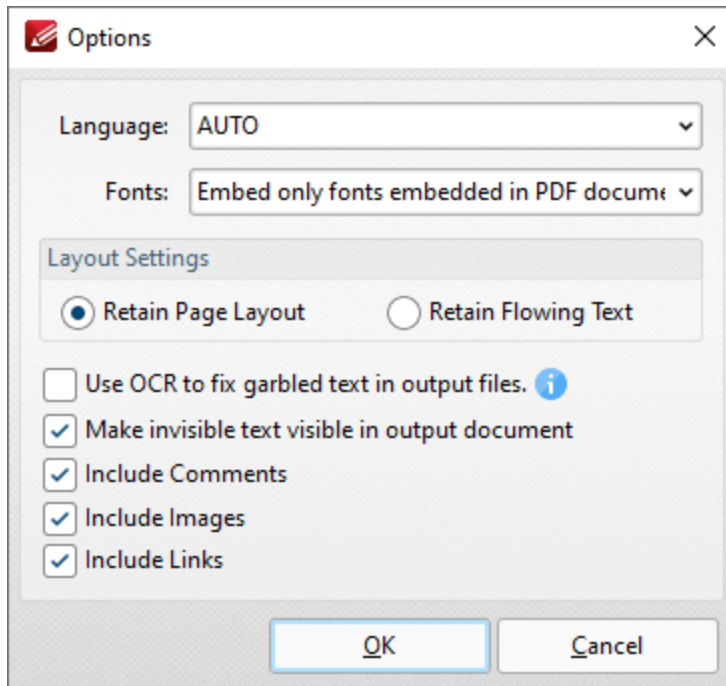 Options
Language: AUTO
Fonts: Embed only fonts embedded in PDF docume
Layout Settings
Retain Page Layout Retain Flowing Text
Use OCR to fix garbled text in output files. i
Make invisible text visible in output document
Include Comments
Include Images
Include Links
OK Cancel